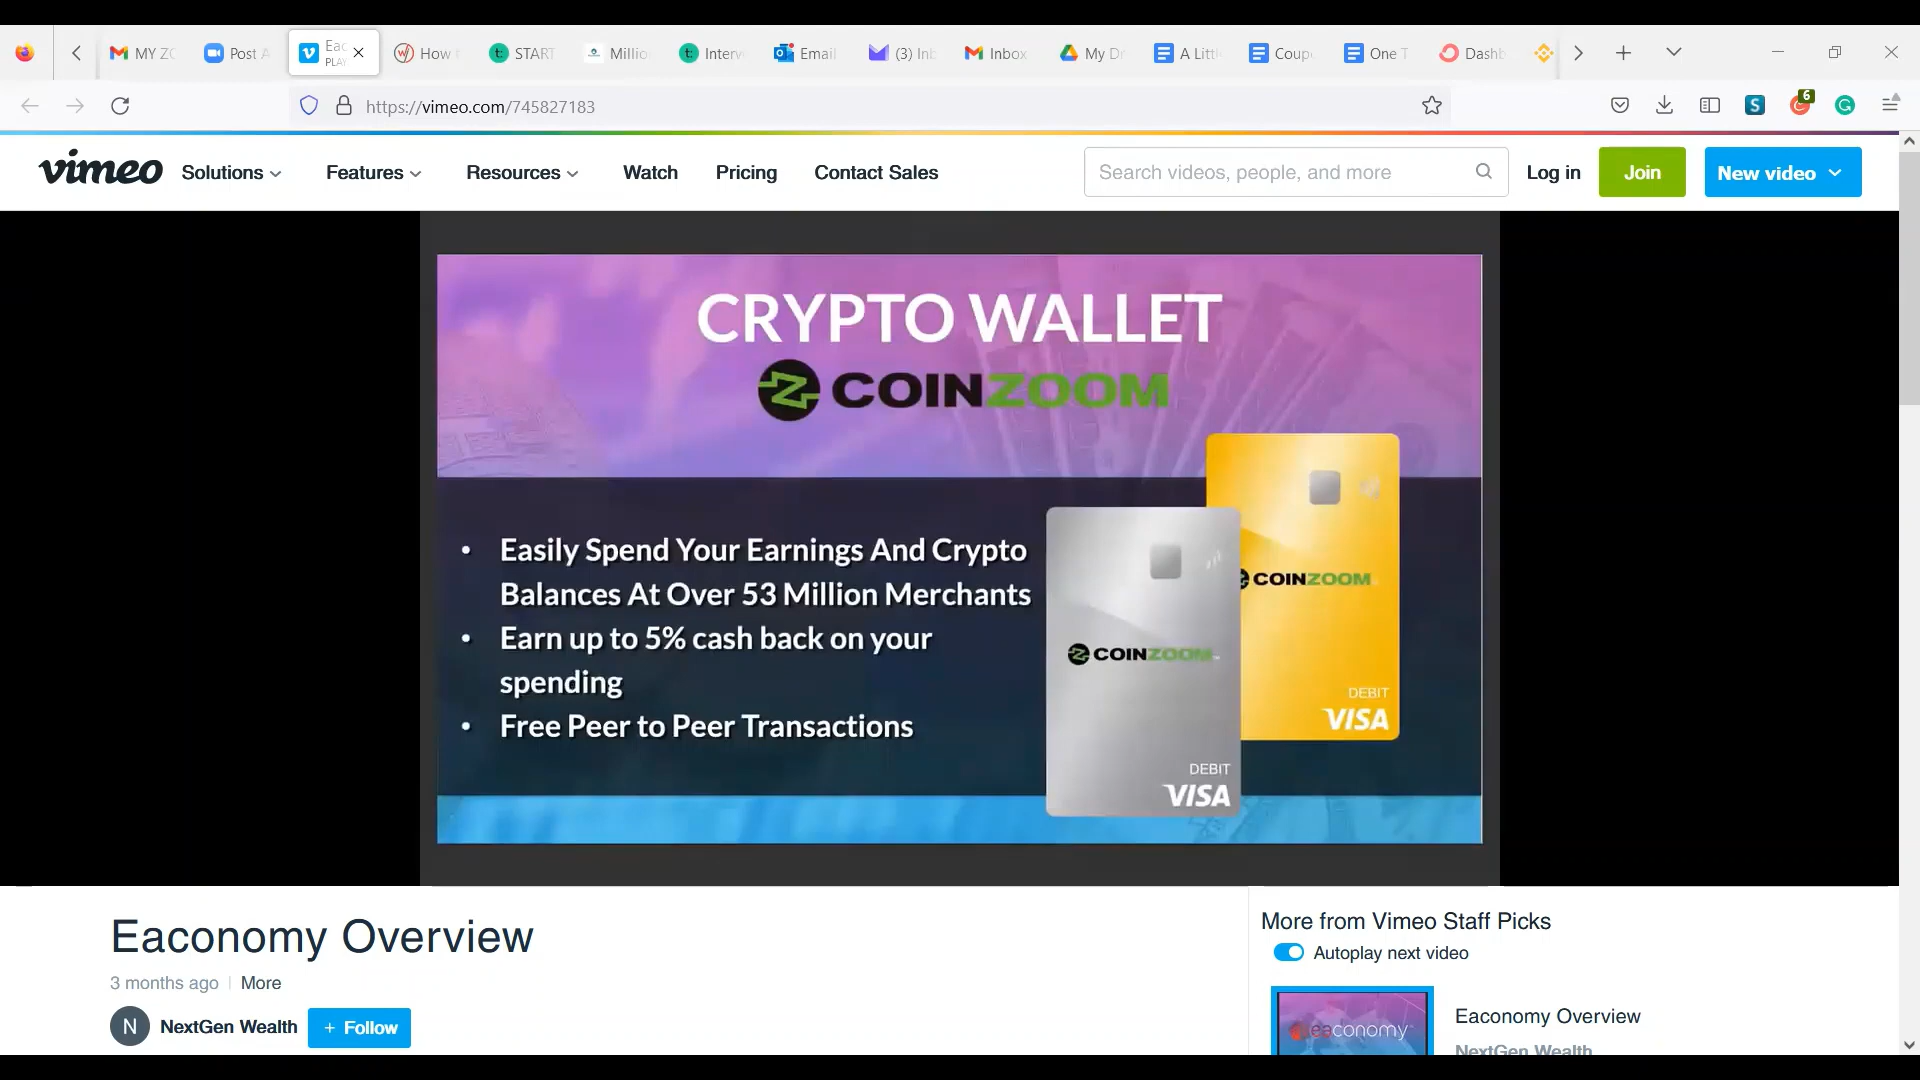 MY ZO
Post A
Eac
PLAY
How
START
Millio
Interv
Email
(3) Inb
Inbox
My Dr
A Littl
Coup
One T
Dashb
https://vimeo.com/745827183
6
vimeo
Solutions
Features
Resources
Watch
Pricing
Contact Sales
Search videos, people, and more
Log in
Join
New video
CRYPTO WALLET
COINZOOM
• Easily Spend Your Earnings And Crypto
Balances At Over 53 Million Merchants
• Earn up to 5% cash back on your
spending
• Free Peer to Peer Transactions
COINZOOM
DEBIT
VISA
COINZOOM
DEBIT
VISA
Eaconomy Overview
3 months ago | More
N NextGen Wealth
+ Follow
More from Vimeo Staff Picks
Autoplay next video
eaconomy
Eaconomy Overview
NextGen Wealth